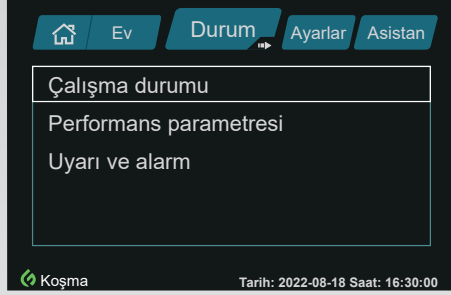 Ev Durum Ayarlar Asistan
Çalışma durumu
Performans parametresi
Uyarı ve alarm
Koşma Tarih: 2022-08-18 Saat: 16:30:00